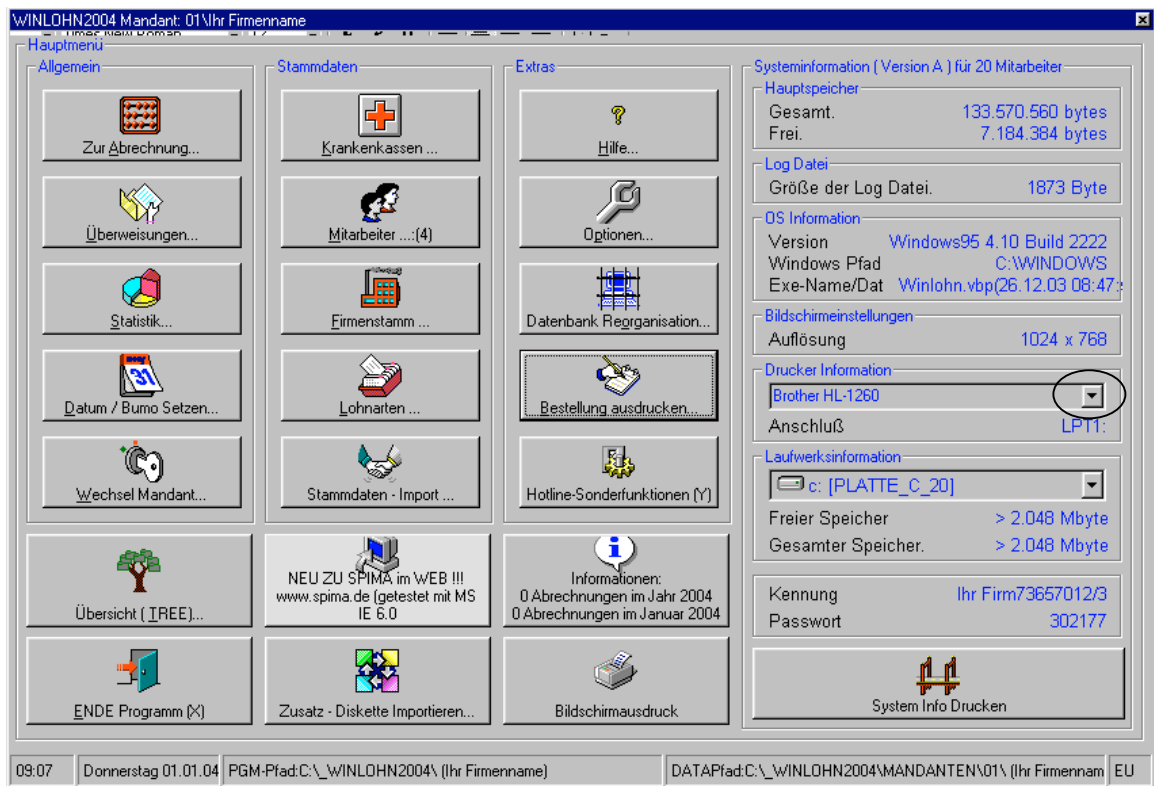 WINLOHN2004 Mandant: 01\Ihr Firmenname
Hauptmenü
Allgemein
Zur Abrechnung...
Überweisungen...
Statistik...
Datum / Bumo Setzen...
Wechsel Mandant...
Stammdaten
Krankenkassen ...
Mitarbeiter ...:(4)
Firmenstamm ...
Lohnarten ...
Stammdaten - Import ...
Extras
Hilfe...
Optionen...
Datenbank Reorganisation...
Bestellung ausdrucken...
Hotline-Sonderfunktionen (Y)
Übersicht ( TREE)...
NEU ZU SPIMA im WEB !!!
www.spima.de (getestet mit MS
IE 6.0
Informationen:
0 Abrechnungen im Jahr 2004
0 Abrechnungen im Januar 2004
ENDE Programm (X)
Zusatz - Diskette Importieren...
Bildschirmausdruck
Systeminformation ( Version A ) für 20 Mitarbeiter
Hauptspeicher
Gesamt. 133.570.560 bytes
Frei. 7.184.384 bytes
Log Datei
Größe der Log Datei. 1873 Byte
OS Information
Version Windows95 4.10 Build 2222
Windows Pfad C:\WINDOWS
Exe-Name/Dat Winlohn.vbp(26.12.03 08:47:
Bildschirmeinstellungen
Auflösung 1024 x 768
Drucker Information
Brother HL-1260
Anschluß LPT1:
Laufwerksinformation
c: [PLATTE_C_20]
Freier Speicher > 2.048 Mbyte
Gesamter Speicher. > 2.048 Mbyte
Kennung Ihr Firm73657012/3
Passwort 302177
System Info Drucken
09:07 Donnerstag 01.01.04 PGM-Pfad:C:\_WINLOHN2004\ (Ihr Firmenname) DATAPfad:C:\_WINLOHN2004\MANDANTEN\01\ (Ihr Firmennam EU